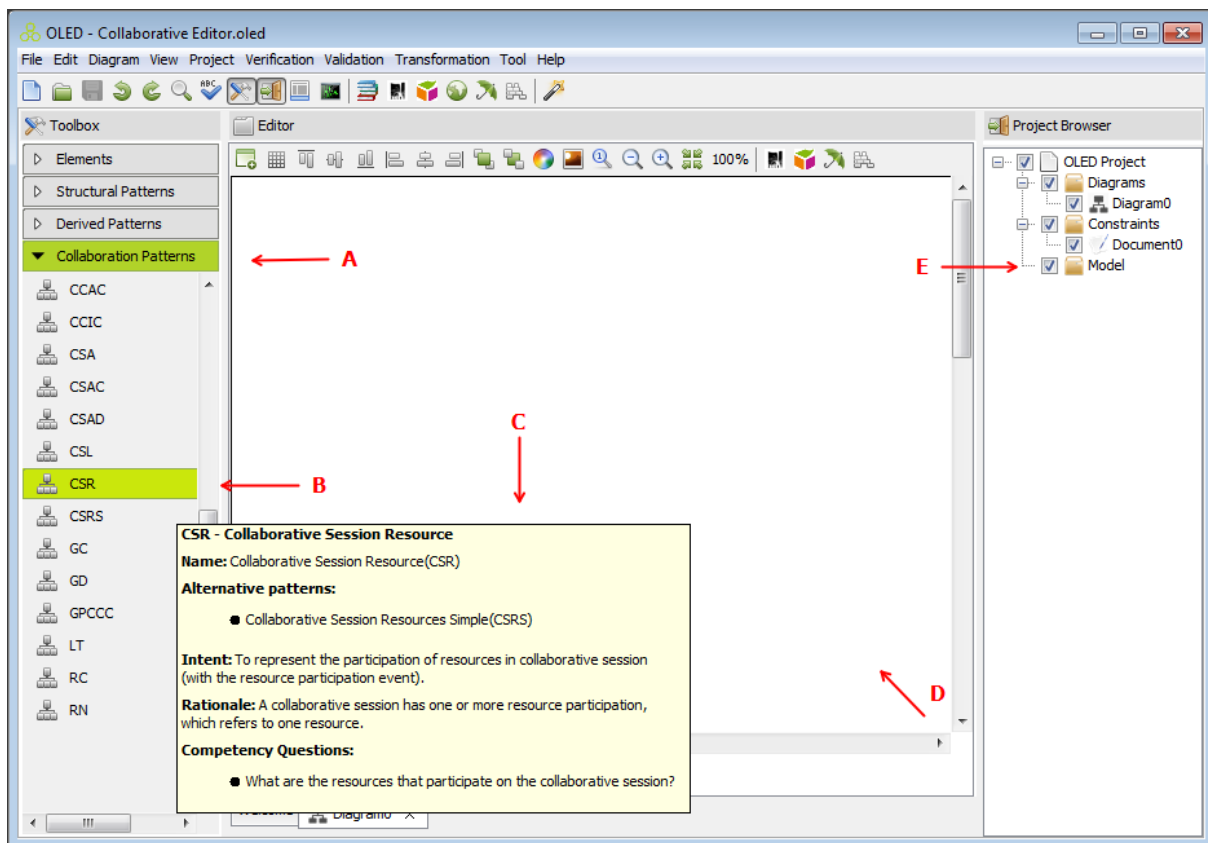 OLED - Collaborative Editor.oled
File Edit Diagram View Project Verification Validation Transformation Tool Help
ABC
Toolbox
Editor
Project Browser
Elements
Structural Patterns
Derived Patterns
Collaboration Patterns
CCAC
CCIC
CSA
CSAC
CSAD
CSL
CSR
CSRS
GC
GD
GPCCC
LT
RC
RN
1
100%
A
B
C
D
E
CSR - Collaborative Session Resource
Name: Collaborative Session Resource(CSR)
Alternative patterns:
● Collaborative Session Resources Simple(CSRS)
Intent: To represent the participation of resources in collaborative session
(with the resource participation event).
Rationale: A collaborative session has one or more resource participation,
which refers to one resource.
Competency Questions:
● What are the resources that participate on the collaborative session?
Welcome Diagram0
OLED Project
Diagrams
Diagram0
Constraints
Document0
Model